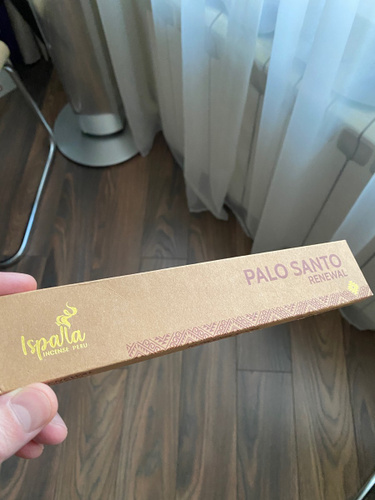 Ispalla
INCENSE PERU
PALO SANTO
RENEWAL